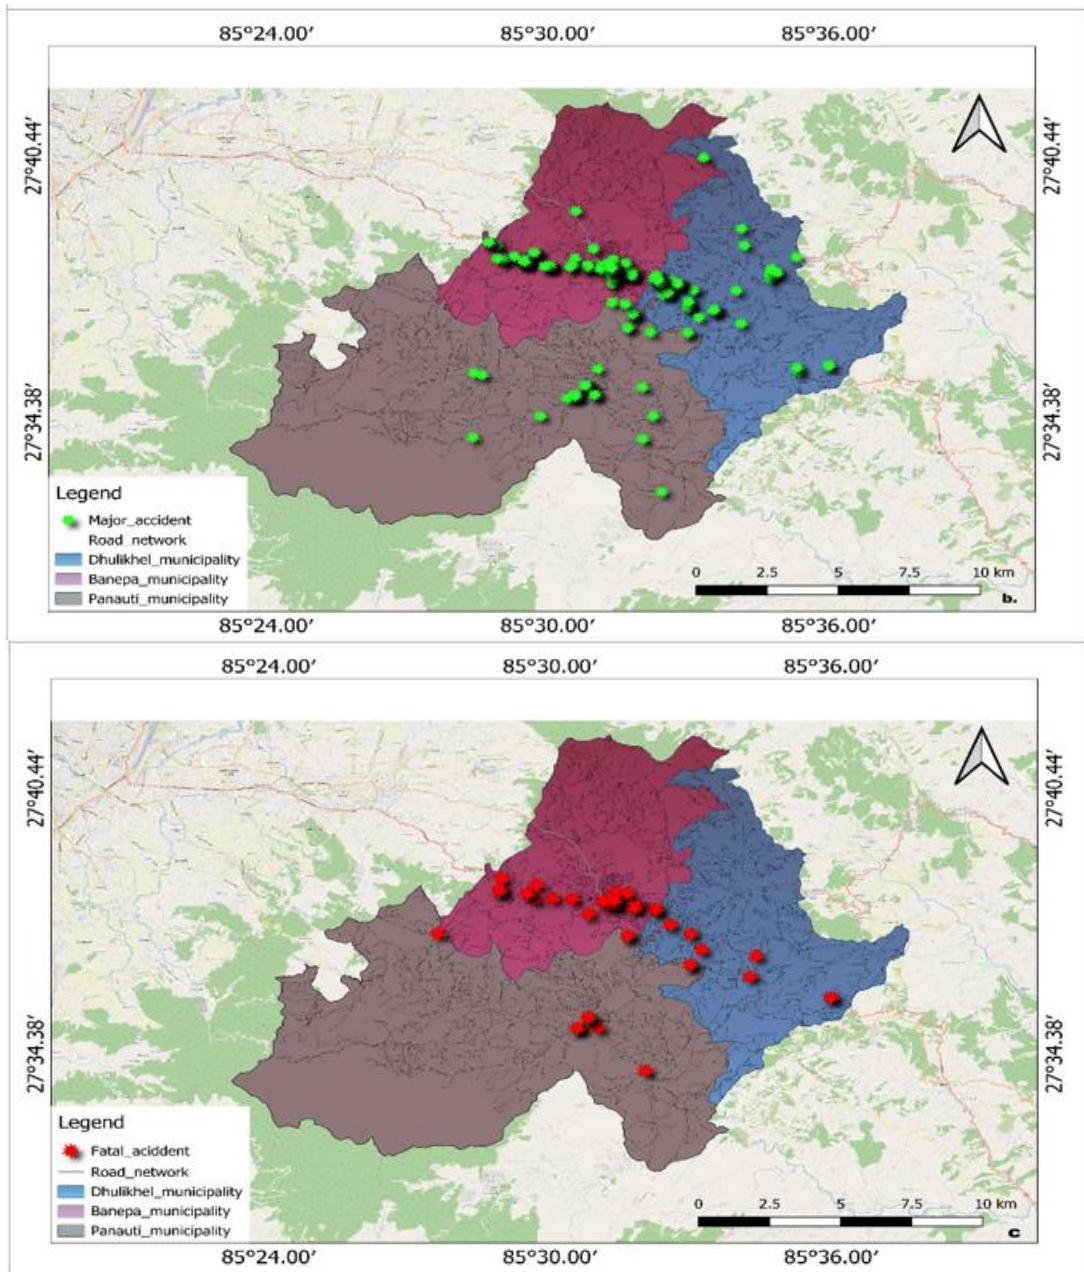 85°24.00′ 85°30.00′ 85°36.00′
27°40.44′ 27°40.44′
27°34.38′ 27°34.38′
Legend
Major_accident
Road_network
Dhulikhel_municipality
Banepa_municipality
Panauti_municipality
0 2.5 5 7.5 10 km
b.
85°24.00′ 85°30.00′ 85°36.00′
85°24.00′ 85°30.00′ 85°36.00′
27°40.44′ 27°40.44′
27°34.38′ 27°34.38′
Legend
Fatal_aciddent
Road_network
Dhulikhel_municipality
Banepa_municipality
Panauti_municipality
0 2.5 5 7.5 10 km
c
85°24.00′ 85°30.00′ 85°36.00′